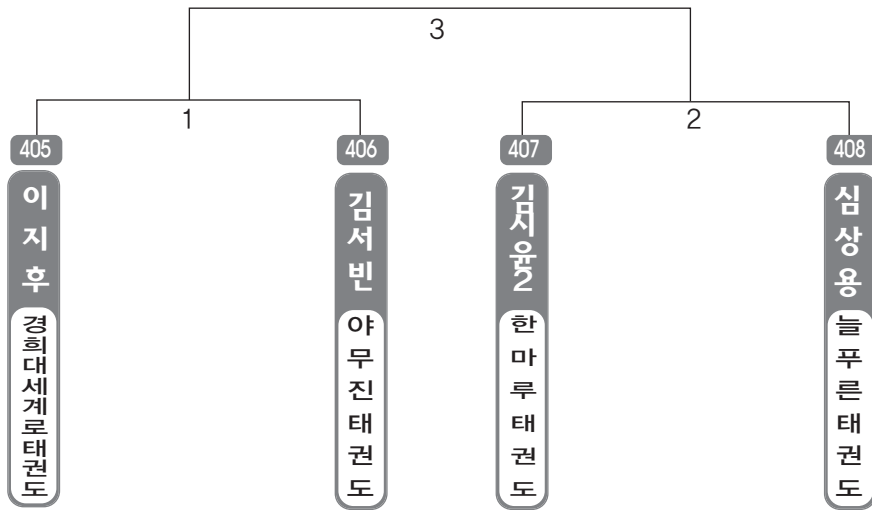 3
1
2
405
이지후
경희대세계로태권도
406
김서빈
야무진태권도
407
김시윤2
한마루태권도
408
심상용
늘푸른태권도